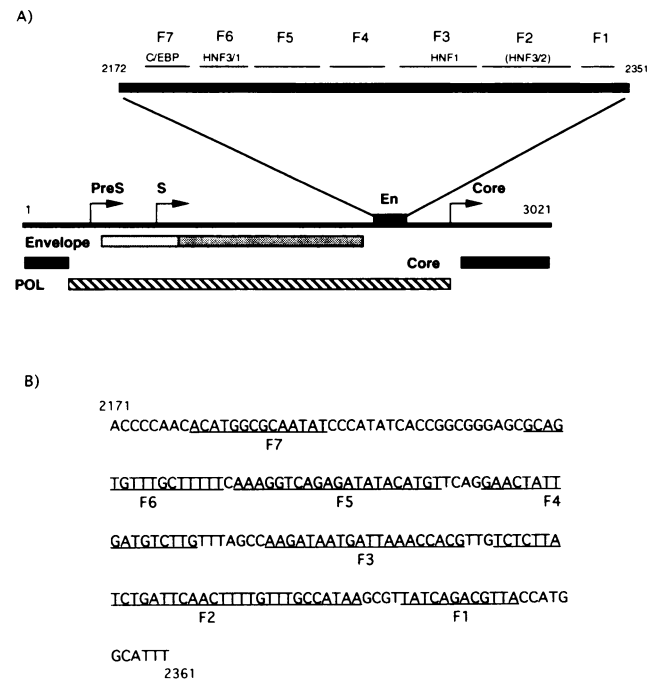 A)
F7 F6 F5 F4 F3 F2 F1
C/EBP HNF3/1 HNF1 (HNF3/2)
2172 2351
PreS S En Core
1 3021
Envelope
Core
POL
B)
2171
ACCCCAACACATGGCGCAATATCCCATATCACCGGCGGGAGCGCAG
F7
TGTTTGCTTTTTCAAAGGTCAGAGATATACATGTTCAGGAACTATT
F6 F5 F4
GATGTCTTGTTTAGCCAAGATAATGATTAAACCACGTTGTCTCTTA
F3
TCTGATTCAACTTTTGTTTGCCATAAGCGTTATCAGACGTTACCATG
F2 F1
GCATTT
2361